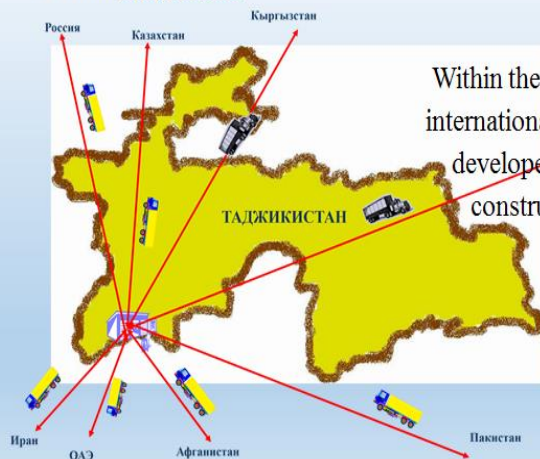 Кыргызстан
Россия
Казахстан
Within the
internationa
develope
constru
ТАДЖИКИСТАН
Иран
ОАЭ
Афганистан
Пакистан